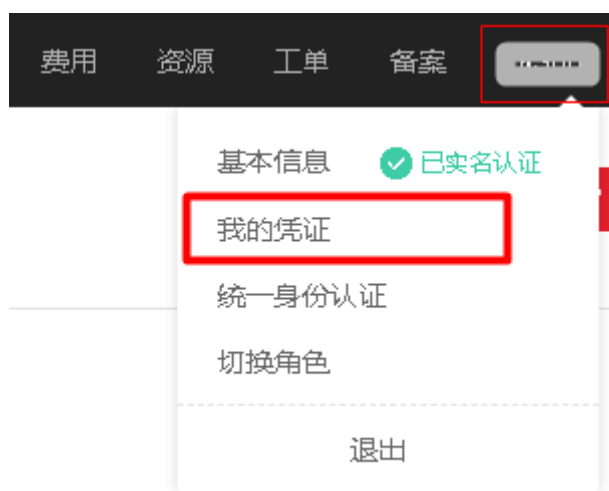 费用 资源 工单 备案
基本信息 已实名认证
我的凭证
统一身份认证
切换角色
退出